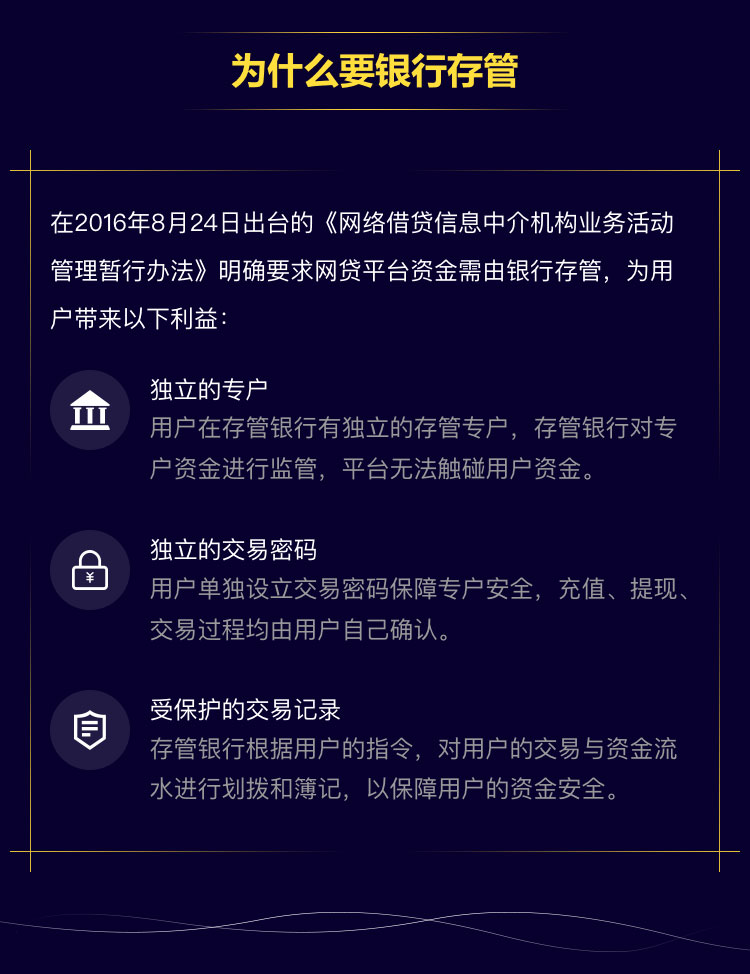 为什么要银行存管
在2016年8月24日出台的《网络借贷信息中介机构业务活动
管理暂行办法》明确要求网贷平台资金需由银行存管，为用
户带来以下利益：
独立的专户
用户在存管银行有独立的存管专户，存管银行对专
户资金进行监管，平台无法触碰用户资金。
独立的交易密码
用户单独设立交易密码保障专户安全，充值、提现、
交易过程均由用户自己确认。
¥
受保护的交易记录
存管银行根据用户的指令，对用户的交易与资金流
水进行划拨和簿记，以保障用户的资金安全。